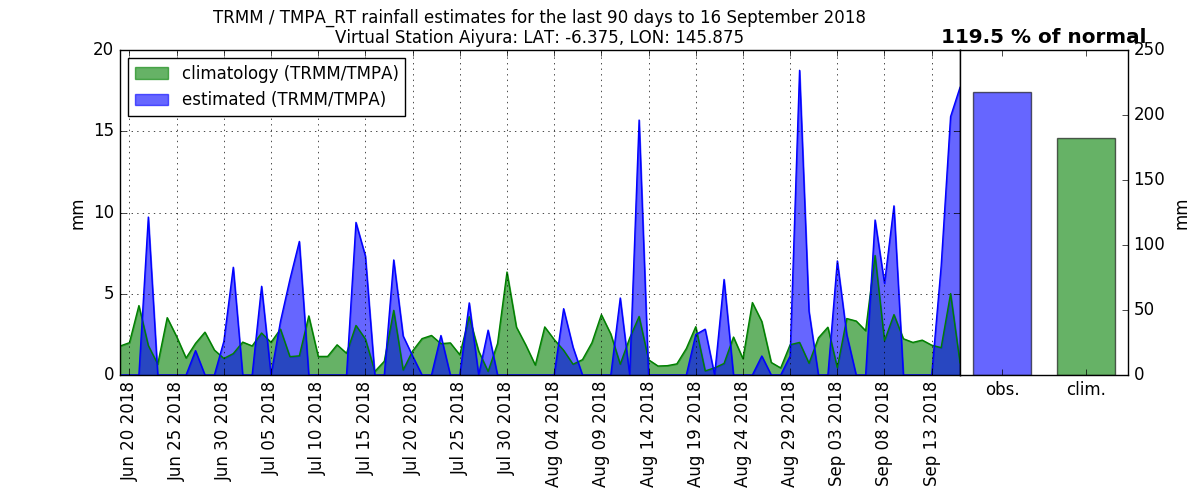 TRMM / TMPA_RT rainfall estimates for the last 90 days to 16 September 2018
Virtual Station Aiyura: LAT: -6.375, LON: 145.875
119.5 % of normal
climatology (TRMM/TMPA)
estimated (TRMM/TMPA)
20
15
10
5
0
mm
250
200
150
100
50
0
mm
Jun 20 2018
Jun 25 2018
Jun 30 2018
Jul 05 2018
Jul 10 2018
Jul 15 2018
Jul 20 2018
Jul 25 2018
Jul 30 2018
Aug 04 2018
Aug 09 2018
Aug 14 2018
Aug 19 2018
Aug 24 2018
Aug 29 2018
Sep 03 2018
Sep 08 2018
Sep 13 2018
obs.
clim.